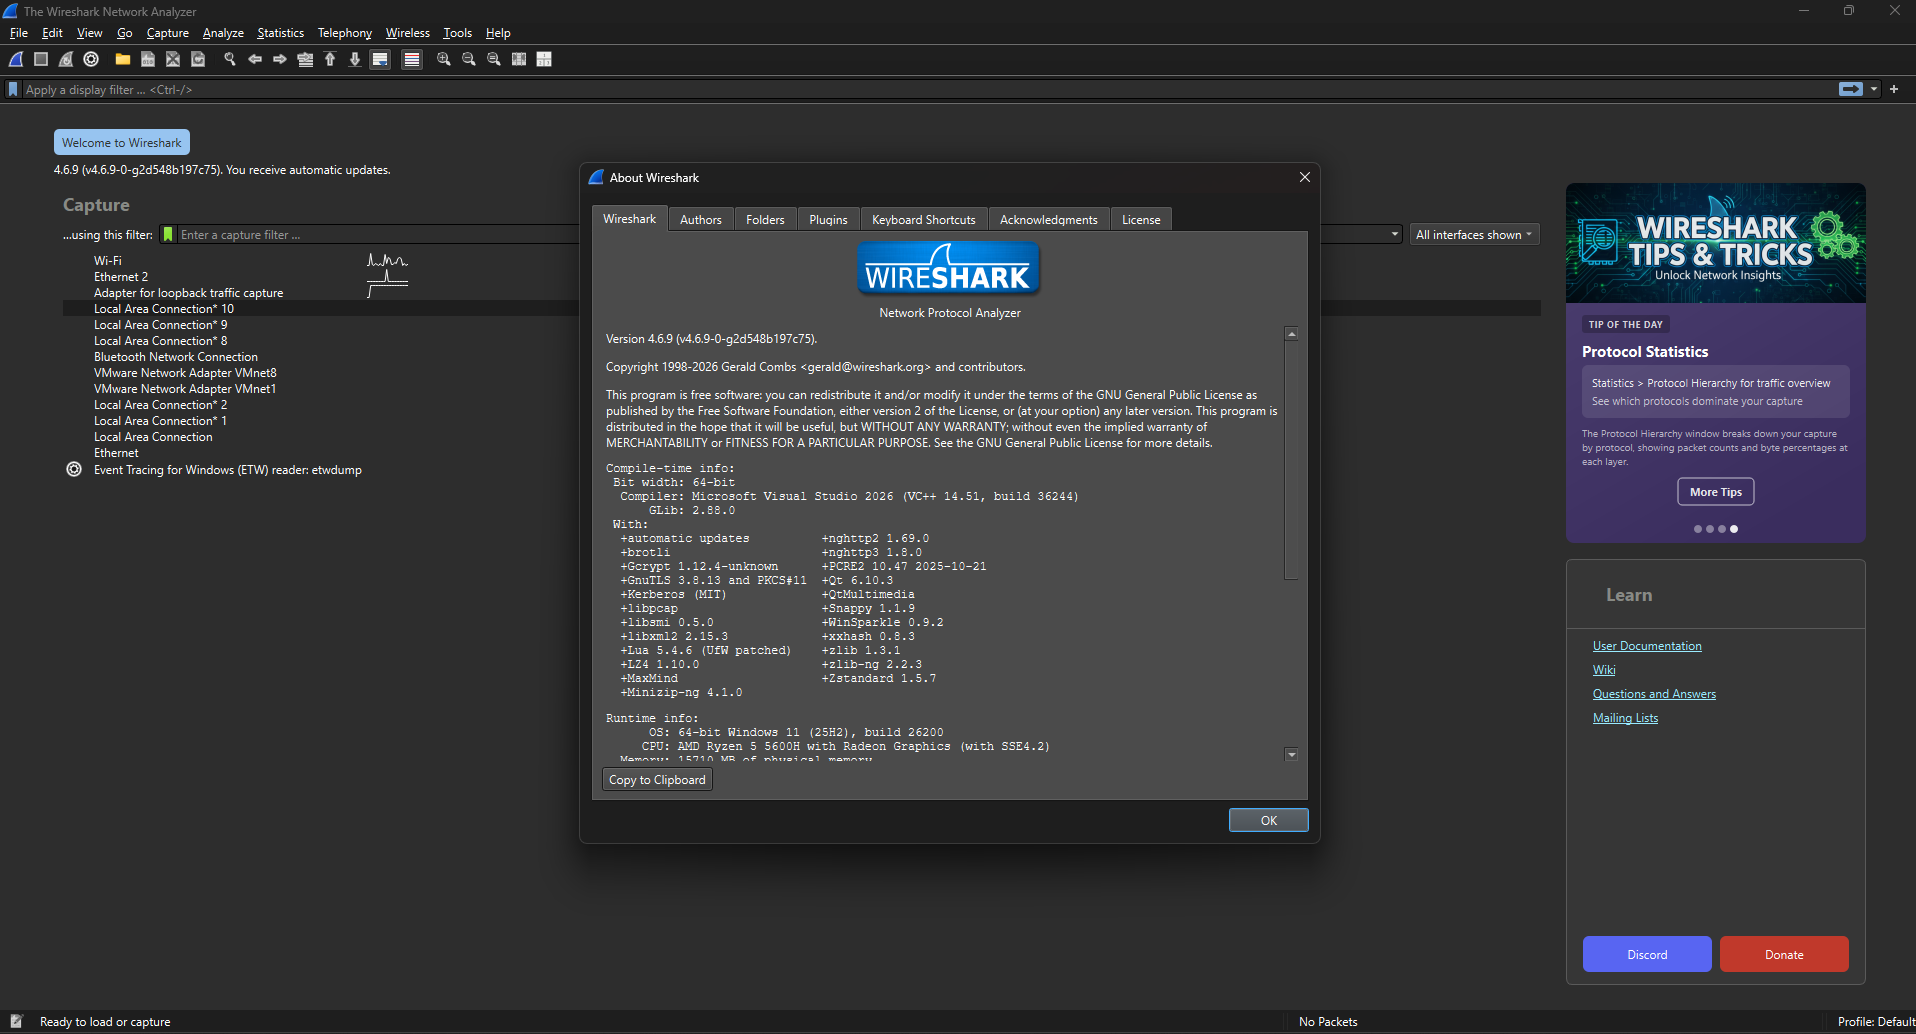 The Wireshark Network Analyzer
File Edit View Go Capture Analyze Statistics Telephony Wireless Tools Help
Apply a display filter ... <Ctrl-/>
Welcome to Wireshark
4.6.9 (v4.6.9-0-g2d548b197c75). You receive automatic updates.
Capture
...using this filter: Enter a capture filter ...
All interfaces shown
Wi-Fi
Ethernet 2
Adapter for loopback traffic capture
Local Area Connection* 10
Local Area Connection* 9
Local Area Connection* 8
Bluetooth Network Connection
VMware Network Adapter VMnet8
VMware Network Adapter VMnet1
Local Area Connection* 2
Local Area Connection* 1
Local Area Connection
Ethernet
Event Tracing for Windows (ETW) reader: etwdump
About Wireshark
Wireshark Authors Folders Plugins Keyboard Shortcuts Acknowledgments License
WIRESHARK
Network Protocol Analyzer
Version 4.6.9 (v4.6.9-0-g2d548b197c75).
Copyright 1998-2026 Gerald Combs <gerald@wireshark.org> and contributors.
This program is free software: you can redistribute it and/or modify it under the terms of the GNU General Public License as
published by the Free Software Foundation, either version 2 of the License, or (at your option) any later version. This program is
distributed in the hope that it will be useful, but WITHOUT ANY WARRANTY; without even the implied warranty of
MERCHANTABILITY or FITNESS FOR A PARTICULAR PURPOSE. See the GNU General Public License for more details.
Compile-time info:
Bit width: 64-bit
Compiler: Microsoft Visual Studio 2026 (VC++ 14.51, build 36244)
GLib: 2.88.0
With:
+automatic updates +nghttp2 1.69.0
+brotli +nghttp3 1.8.0
+Gcrypt 1.12.4-unknown +PCRE2 10.47 2025-10-21
+GnuTLS 3.8.13 and PKCS#11 +Qt 6.10.3
+Kerberos (MIT) +QtMultimedia
+libpcap +Snappy 1.1.9
+libsmi 0.5.0 +WinSparkle 0.9.2
+libxml2 2.15.3 +xxhash 0.8.3
+Lua 5.4.6 (UfW patched) +zlib 1.3.1
+LZ4 1.10.0 +zlib-ng 2.2.3
+MaxMind +Zstandard 1.5.7
+Minizip-ng 4.1.0
Runtime info:
OS: 64-bit Windows 11 (25H2), build 26200
CPU: AMD Ryzen 5 5600H with Radeon Graphics (with SSE4.2)
Memory: 15710 MB of physical memory
Copy to Clipboard
OK
WIRESHARK
TIPS & TRICKS
Unlock Network Insights
TIP OF THE DAY
Protocol Statistics
Statistics > Protocol Hierarchy for traffic overview
See which protocols dominate your capture
The Protocol Hierarchy window breaks down your capture
by protocol, showing packet counts and byte percentages at
each layer.
More Tips
Learn
User Documentation
Wiki
Questions and Answers
Mailing Lists
Discord Donate
Ready to load or capture No Packets Profile: Default